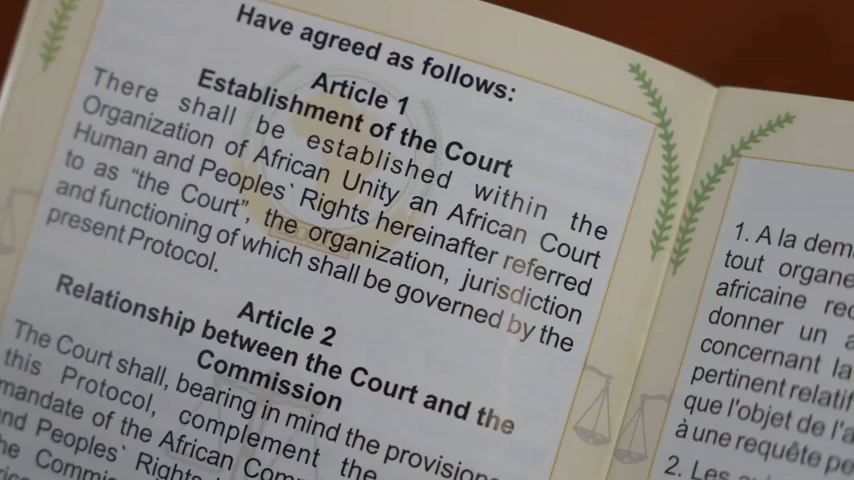 Have agreed as follows:
Article 1
Establishment of the Court
There shall be established within the
Organization of African Unity an African Court
Human and Peoples` Rights hereinafter referred
to as “the Court”, the organization, jurisdiction
and functioning of which shall be governed by the
present Protocol.
Article 2
Relationship between the Court and the
Commission
The Court shall, bearing in mind the provisions
this Protocol, complement the
mandate of the African
and Peoples` Rights
the
1. A la
tout organe
africaine
donner un
concernant la
pertinent
que l'objet de
à une requête
2. Les